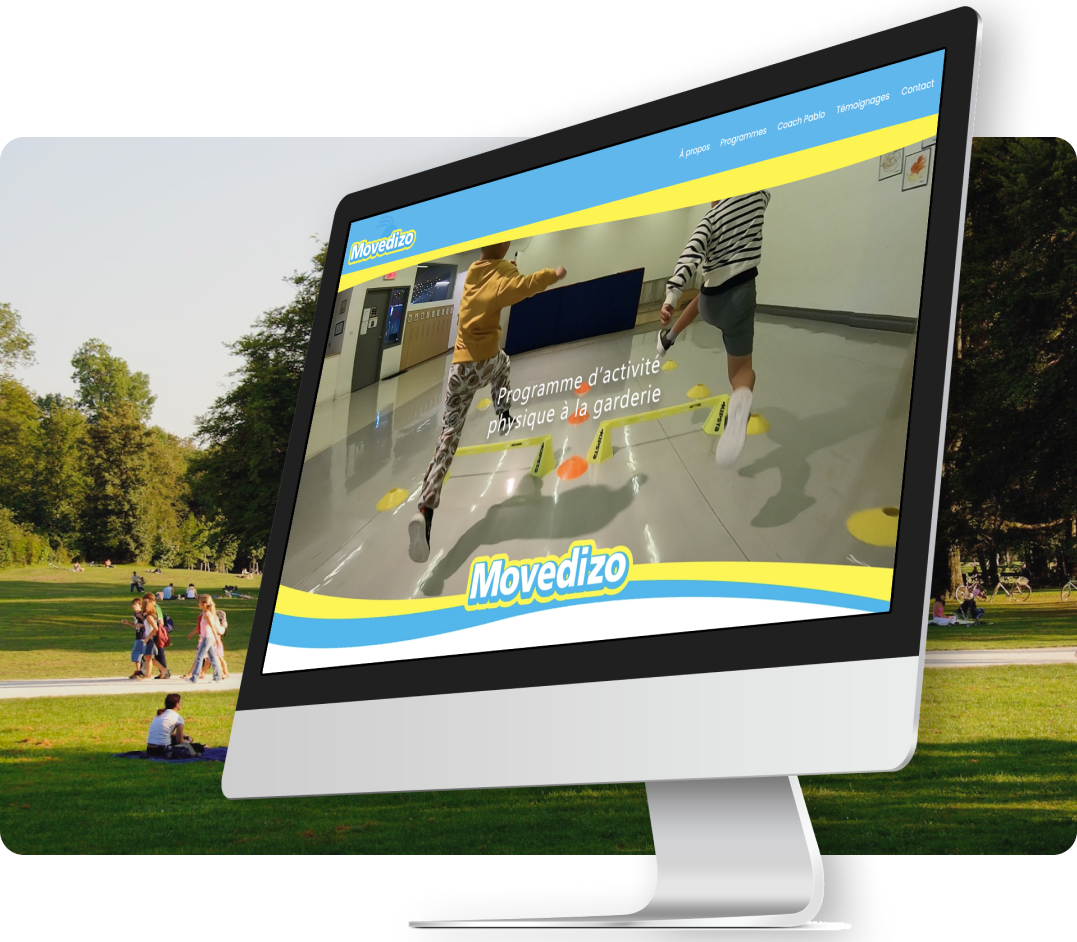 À propos Programmes Coach Pablo Témoignages Contact
Movedizo
Programme d'activité
physique à la garderie
Movedizo